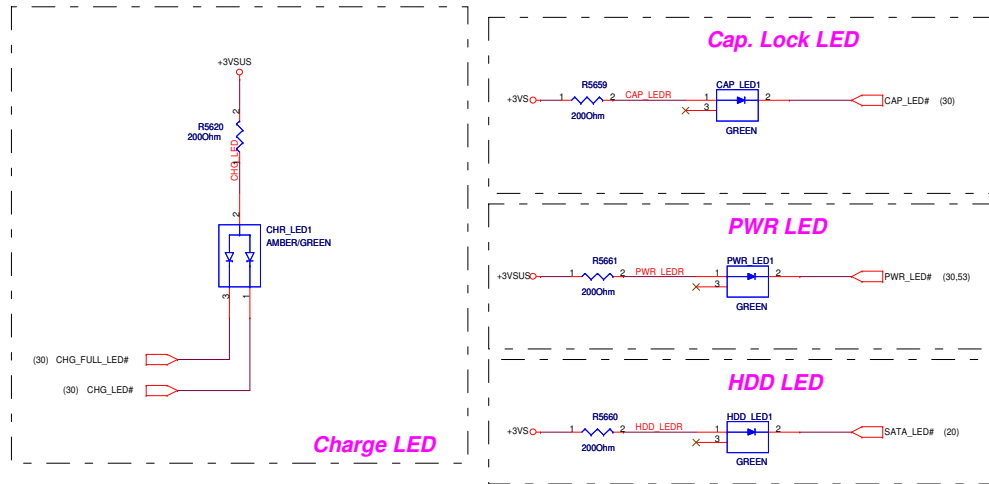 +3VSUS
2
R5620
200Ohm
1
CHG_LED
2
CHR_LED1
AMBER/GREEN
3
1
(30) CHG_FULL_LED#
(30) CHG_LED#
Charge LED
Cap. Lock LED
R5659
CAP_LED1
+3VS
1
2
CAP_LEDR
1
2
CAP_LED# (30)
3
200Ohm
GREEN
PWR LED
R5661
PWR_LED1
+3VSUS
1
2
PWR_LEDR
1
2
PWR_LED# (30,53)
3
200Ohm
GREEN
HDD LED
R5660
HDD_LED1
+3VS
1
2
HDD_LEDR
1
2
SATA_LED# (20)
3
200Ohm
GREEN